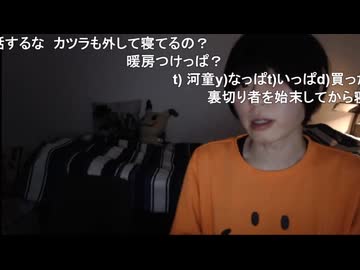 話するな　カツラも外して寝てるの？
暖房つけっぱ？
t) 河童y)なっぱt)いっぱd)買った
裏切り者を始末してから寝